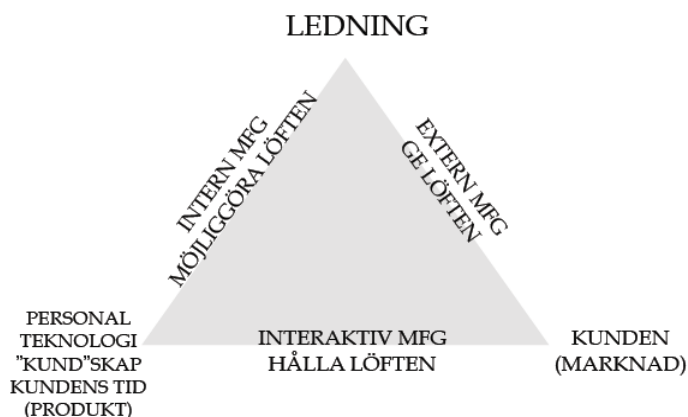 LEDNING
INTERN MFG
MÖJLIGGÖRA LÖFTEN
EXTERN MFG
GE LÖFTEN
PERSONAL
TEKNOLOGI
"KUND"SKAP
KUNDENS TID
(PRODUKT)
INTERAKTIV MFG
HÅLLA LÖFTEN
KUNDEN
(MARKNAD)